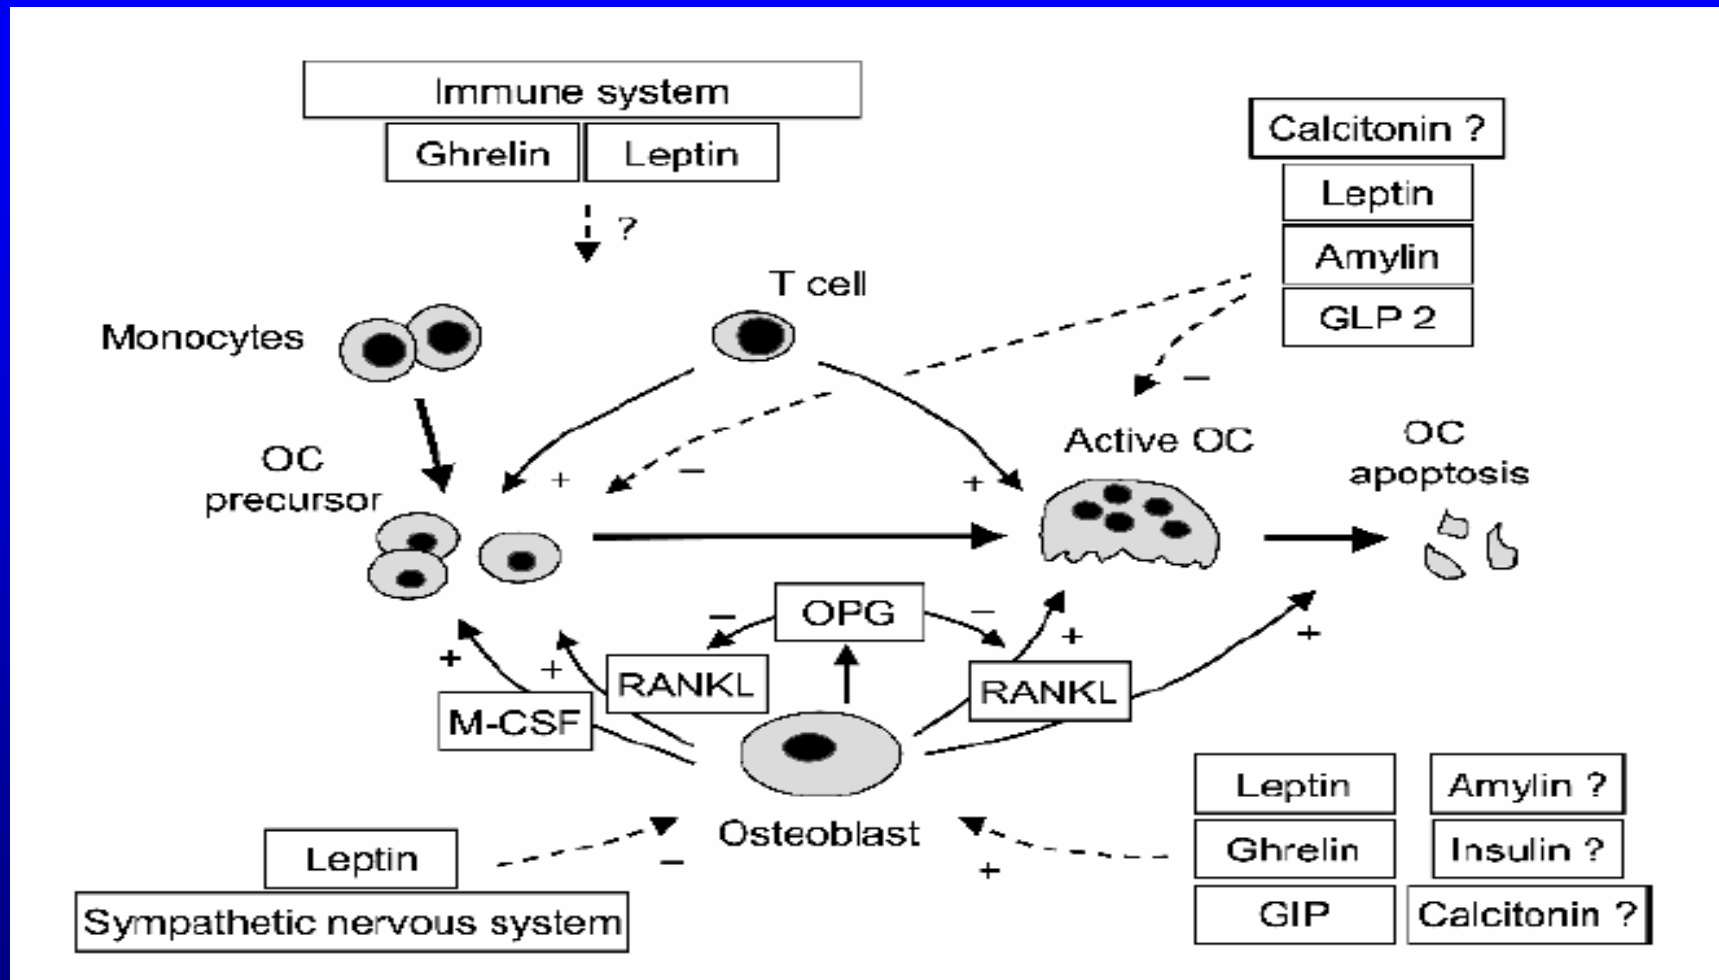 Immune system
Ghrelin
Leptin
?
Calcitonin ?
Leptin
Amylin
GLP 2
T cell
Monocytes
–
Active OC
OC
apoptosis
OC
precursor
+
–
+
OPG
–
–
+
+
+
+
RANKL
RANKL
M-CSF
Leptin
Amylin ?
Osteoblast
Ghrelin
Insulin ?
Leptin
–
+
GIP
Calcitonin ?
Sympathetic nervous system